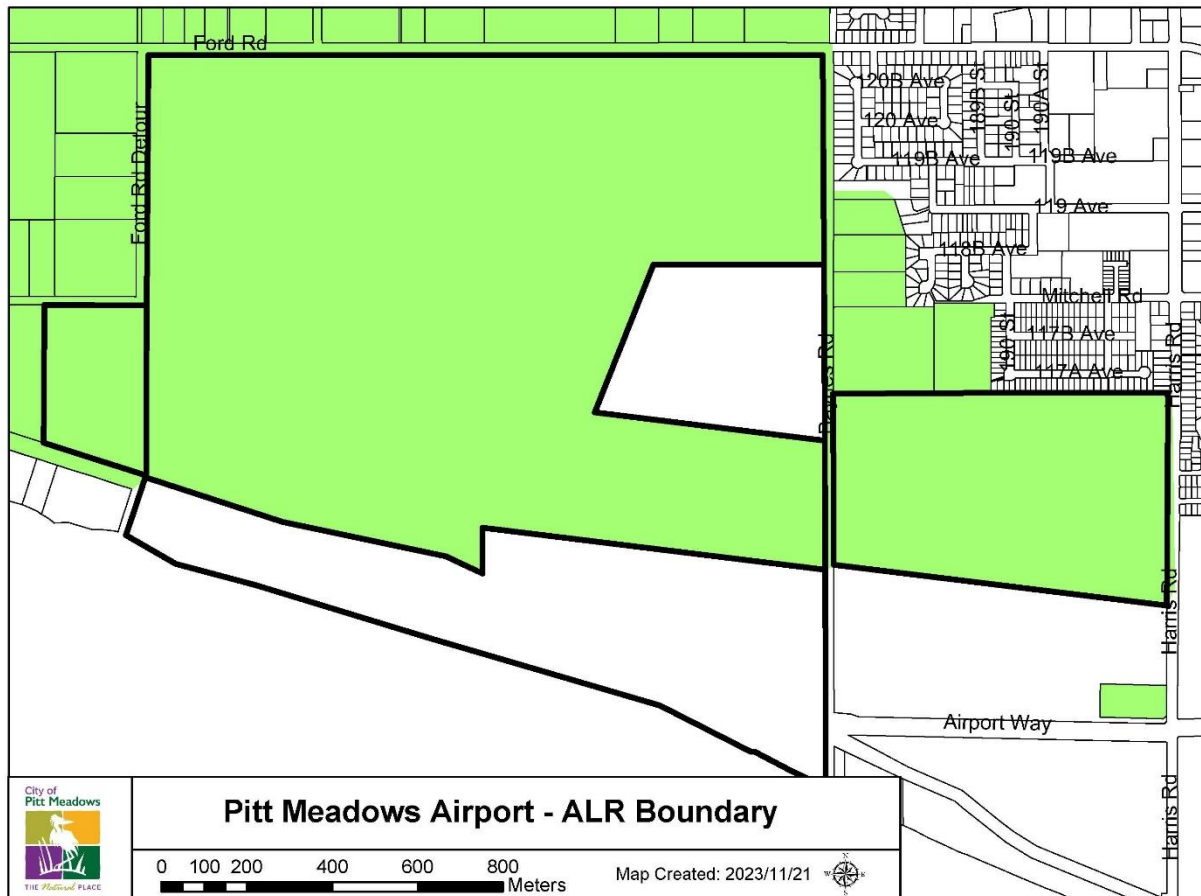 Ford Rd
Ford Rd Detour
120B Ave
189B St
190 St
190A St
120 Ave
119B Ave
119B Ave
119 Ave
118B Ave
Mitchell Rd
190 St
117B Ave
117A Ave
Harris Rd
Harris Rd
Airport Way
Harris Rd
City of
Pitt Meadows
THE Natural PLACE
Pitt Meadows Airport - ALR Boundary
0 100 200 400 600 800
Meters
Map Created: 2023/11/21